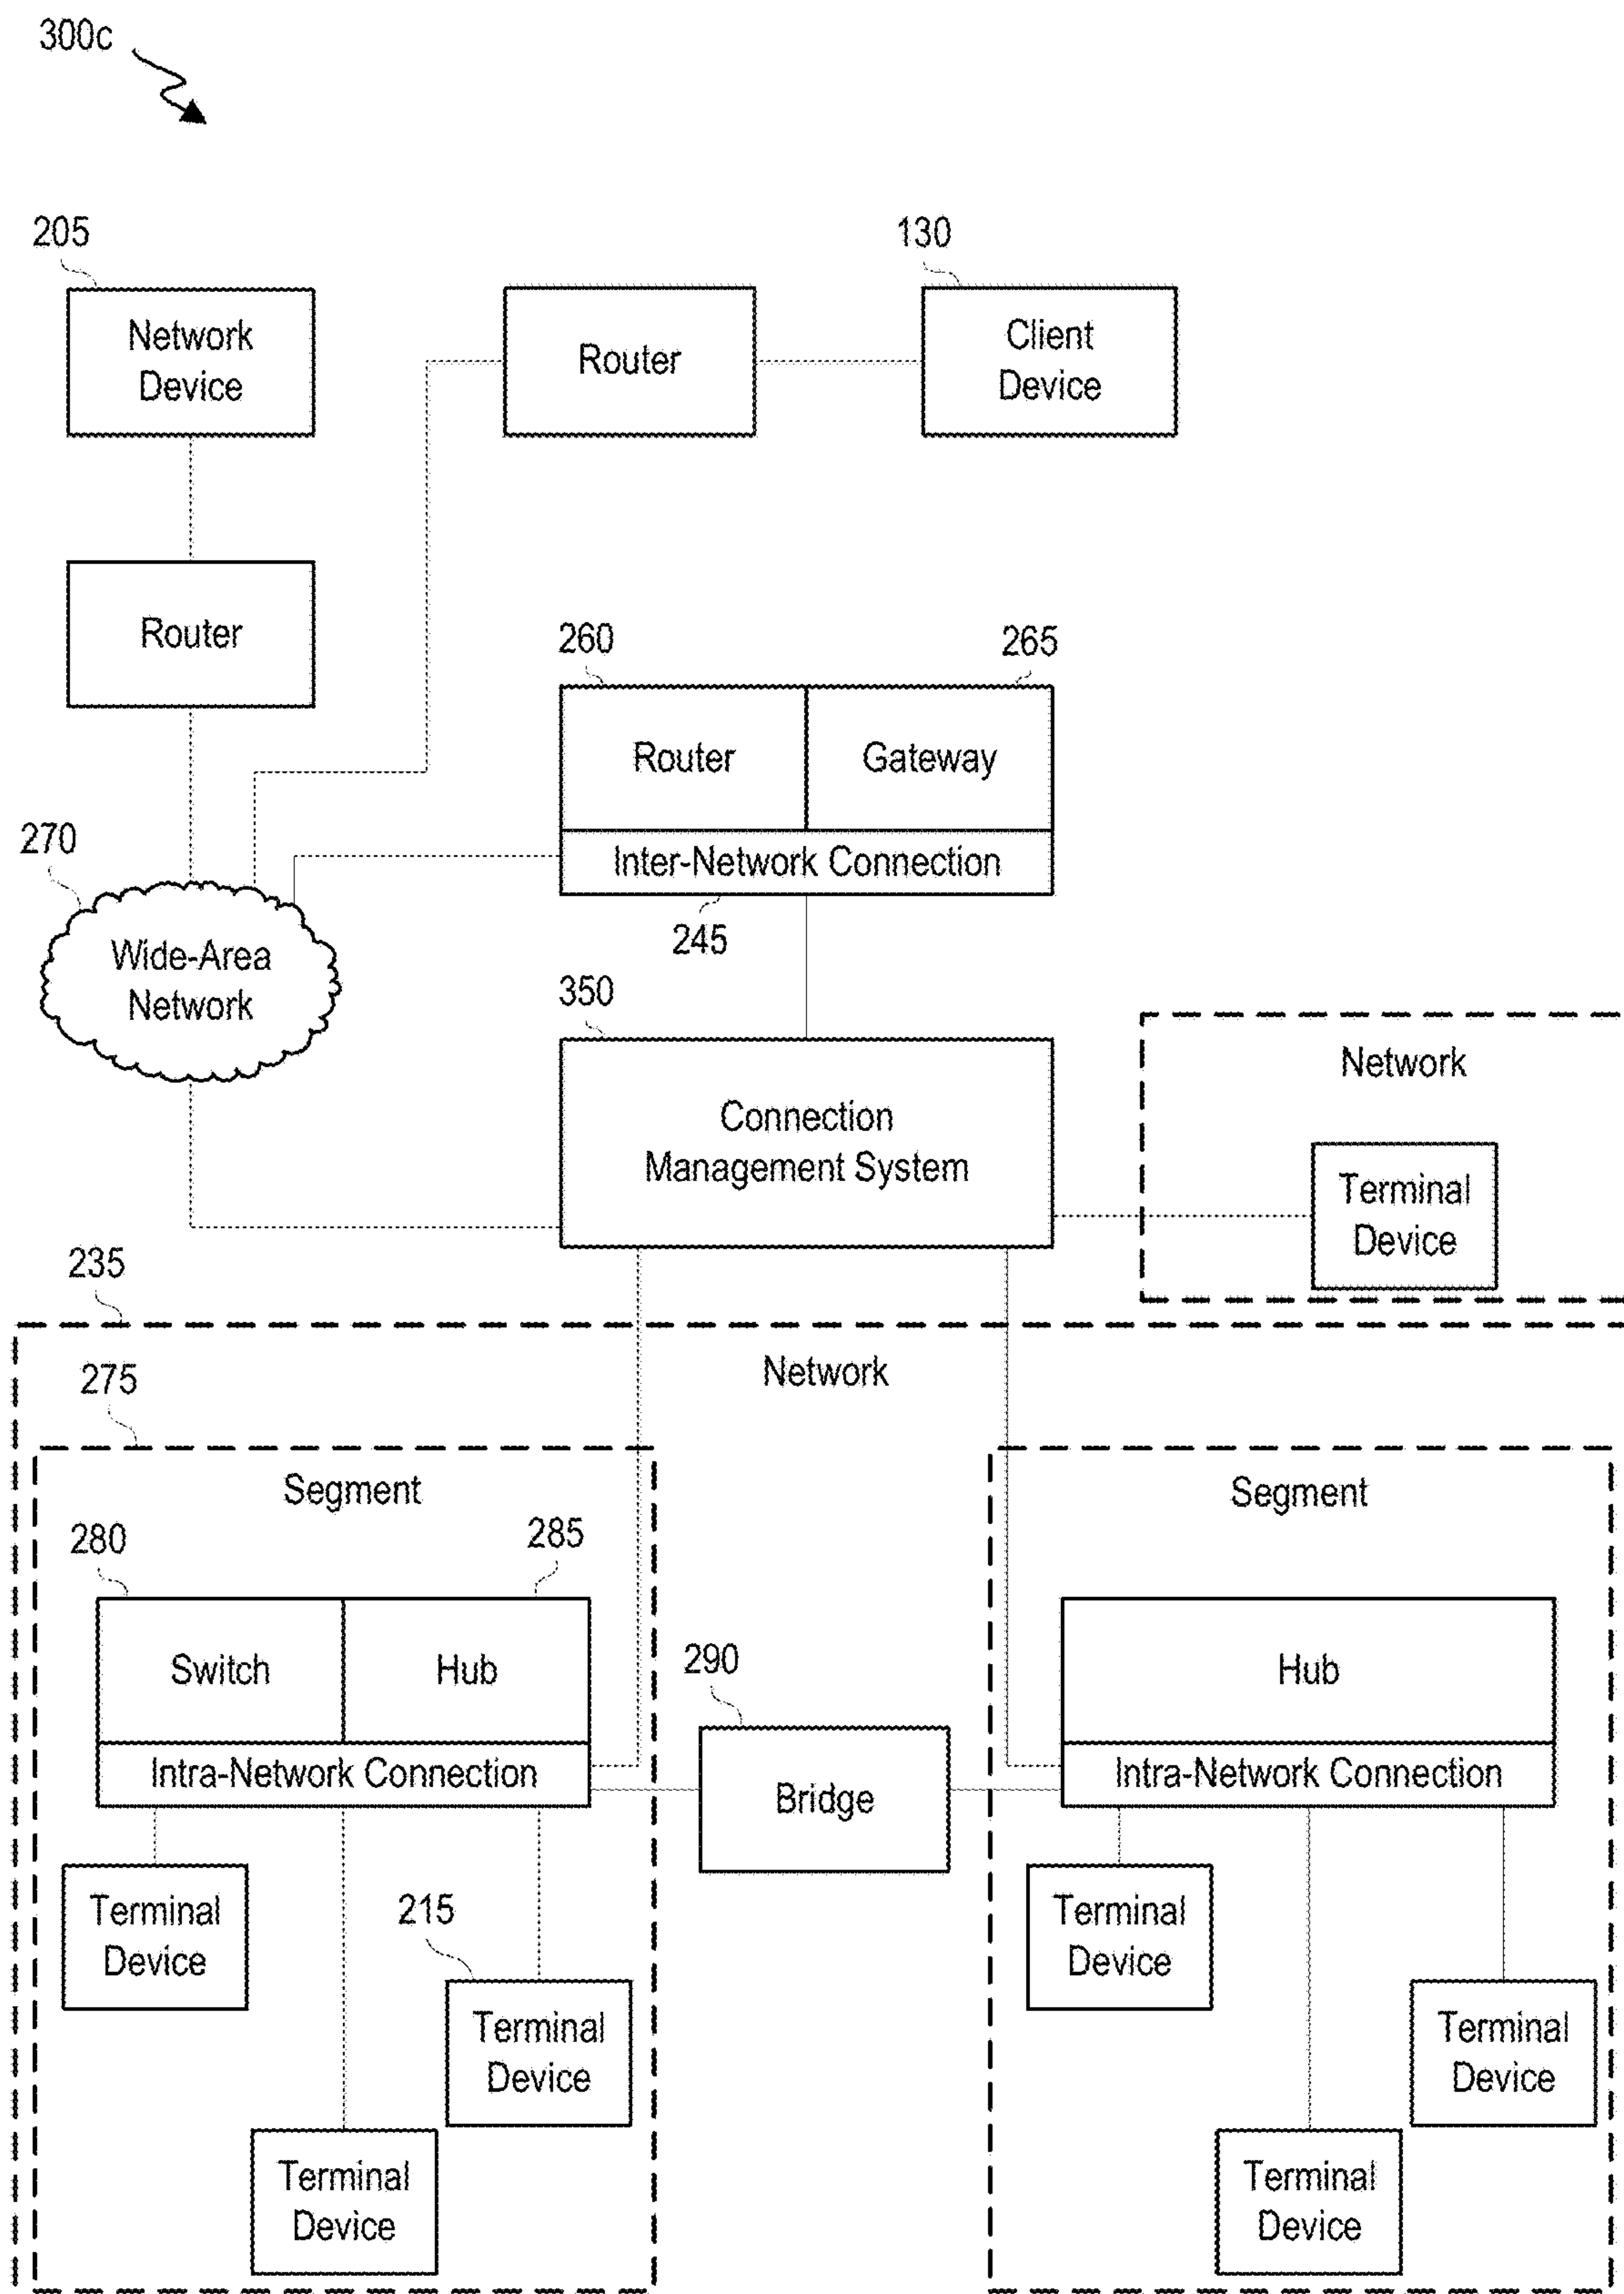 300c
205
130
Network
Device
Router
Client
Device
Router
260
265
Router
Gateway
Inter-Network Connection
245
270
Wide-Area
Network
350
Connection
Management System
Network
Terminal
Device
235
Network
275
Segment
Segment
280
285
Switch
Hub
Intra-Network Connection
290
Bridge
Hub
Intra-Network Connection
Terminal
Device
215
Terminal
Device
Terminal
Device
Terminal
Device
Terminal
Device
Terminal
Device